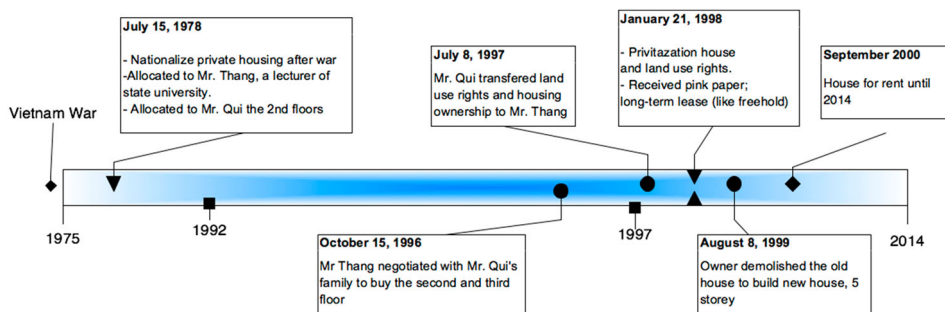 July 15, 1978
- Nationalize private housing after war
-Allocated to Mr. Thang, a lecturer of
state university.
- Allocated to Mr. Qui the 2nd floors
July 8, 1997
Mr. Qui transfered land
use rights and housing
ownership to Mr. Thang
January 21, 1998
- Privitazation house
and land use rights.
- Received pink paper;
long-term lease (like freehold)
September 2000
House for rent until
2014
Vietnam War
1975
1992
1997
2014
October 15, 1996
Mr Thang negotiated with Mr. Qui's
family to buy the second and third
floor
August 8, 1999
Owner demolished the old
house to build new house, 5
storey